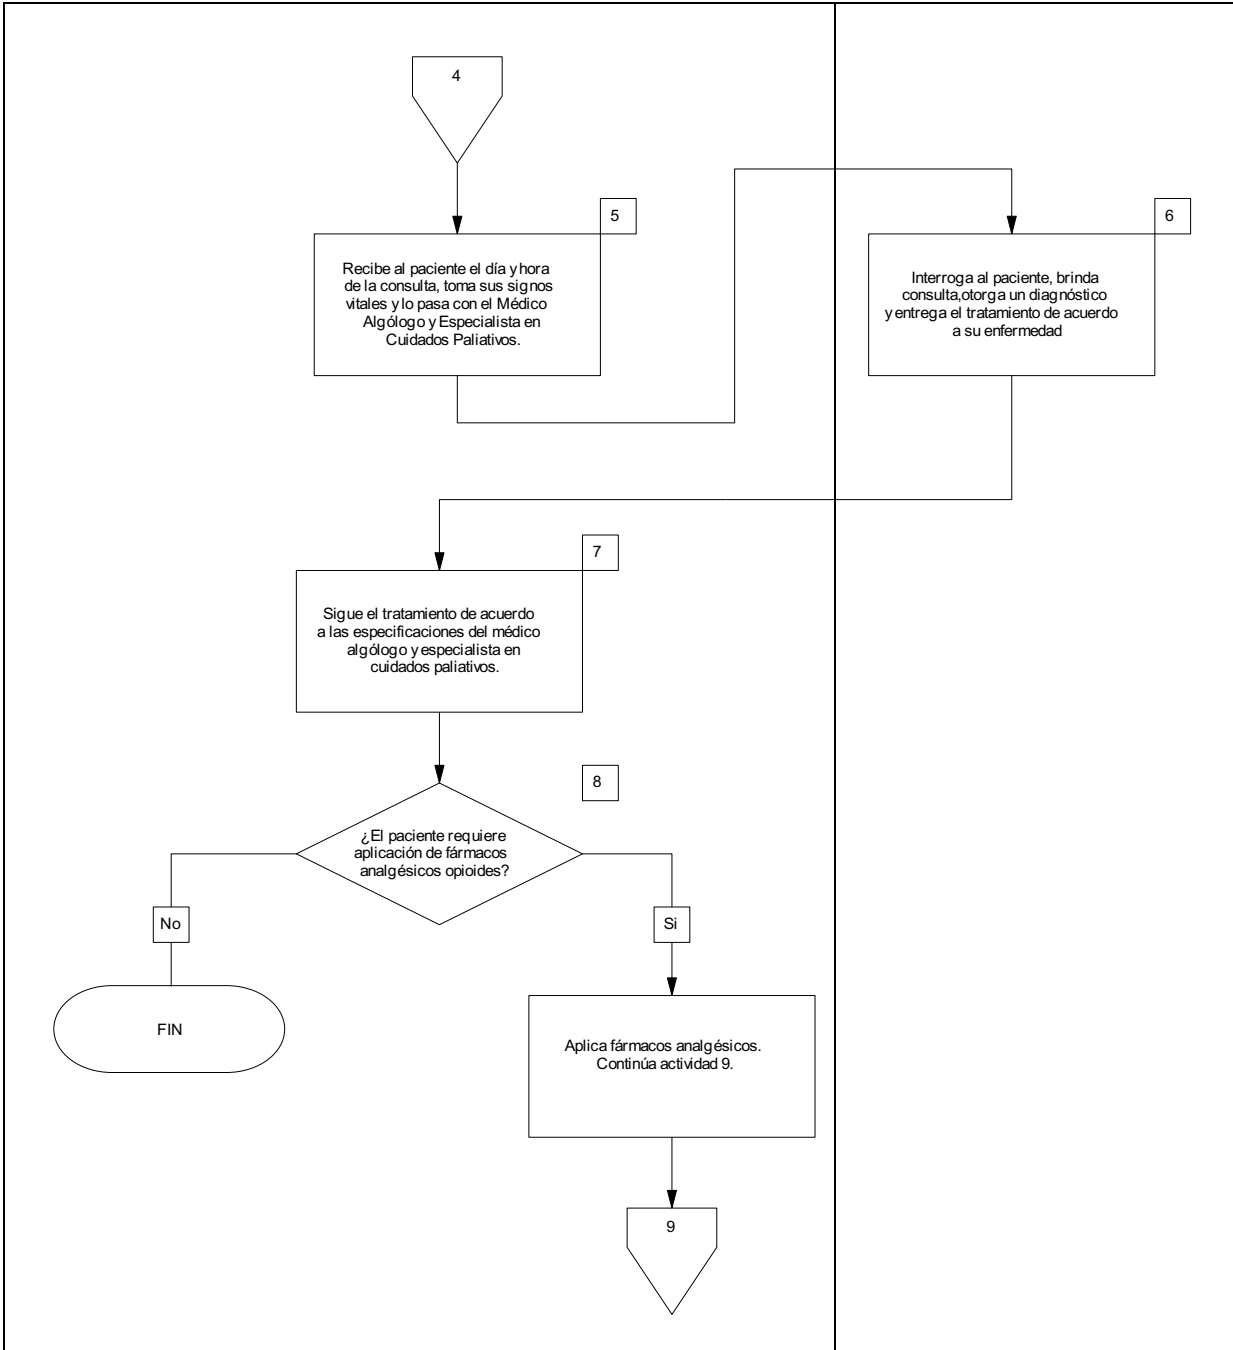 4
5
Recibe al paciente el día y hora
de la consulta, toma sus signos
vitales y lo pasa con el Médico
Algólogo y Especialista en
Cuidados Paliativos.
6
Interroga al paciente, brinda
consulta,otorga un diagnóstico
y entrega el tratamiento de acuerdo
a su enfermedad
7
Sigue el tratamiento de acuerdo
a las especificaciones del médico
algólogo y especialista en
cuidados paliativos.
8
¿El paciente requiere
aplicación de fármacos
analgésicos opioides?
No
Si
FIN
Aplica fármacos analgésicos.
Continúa actividad 9.
9